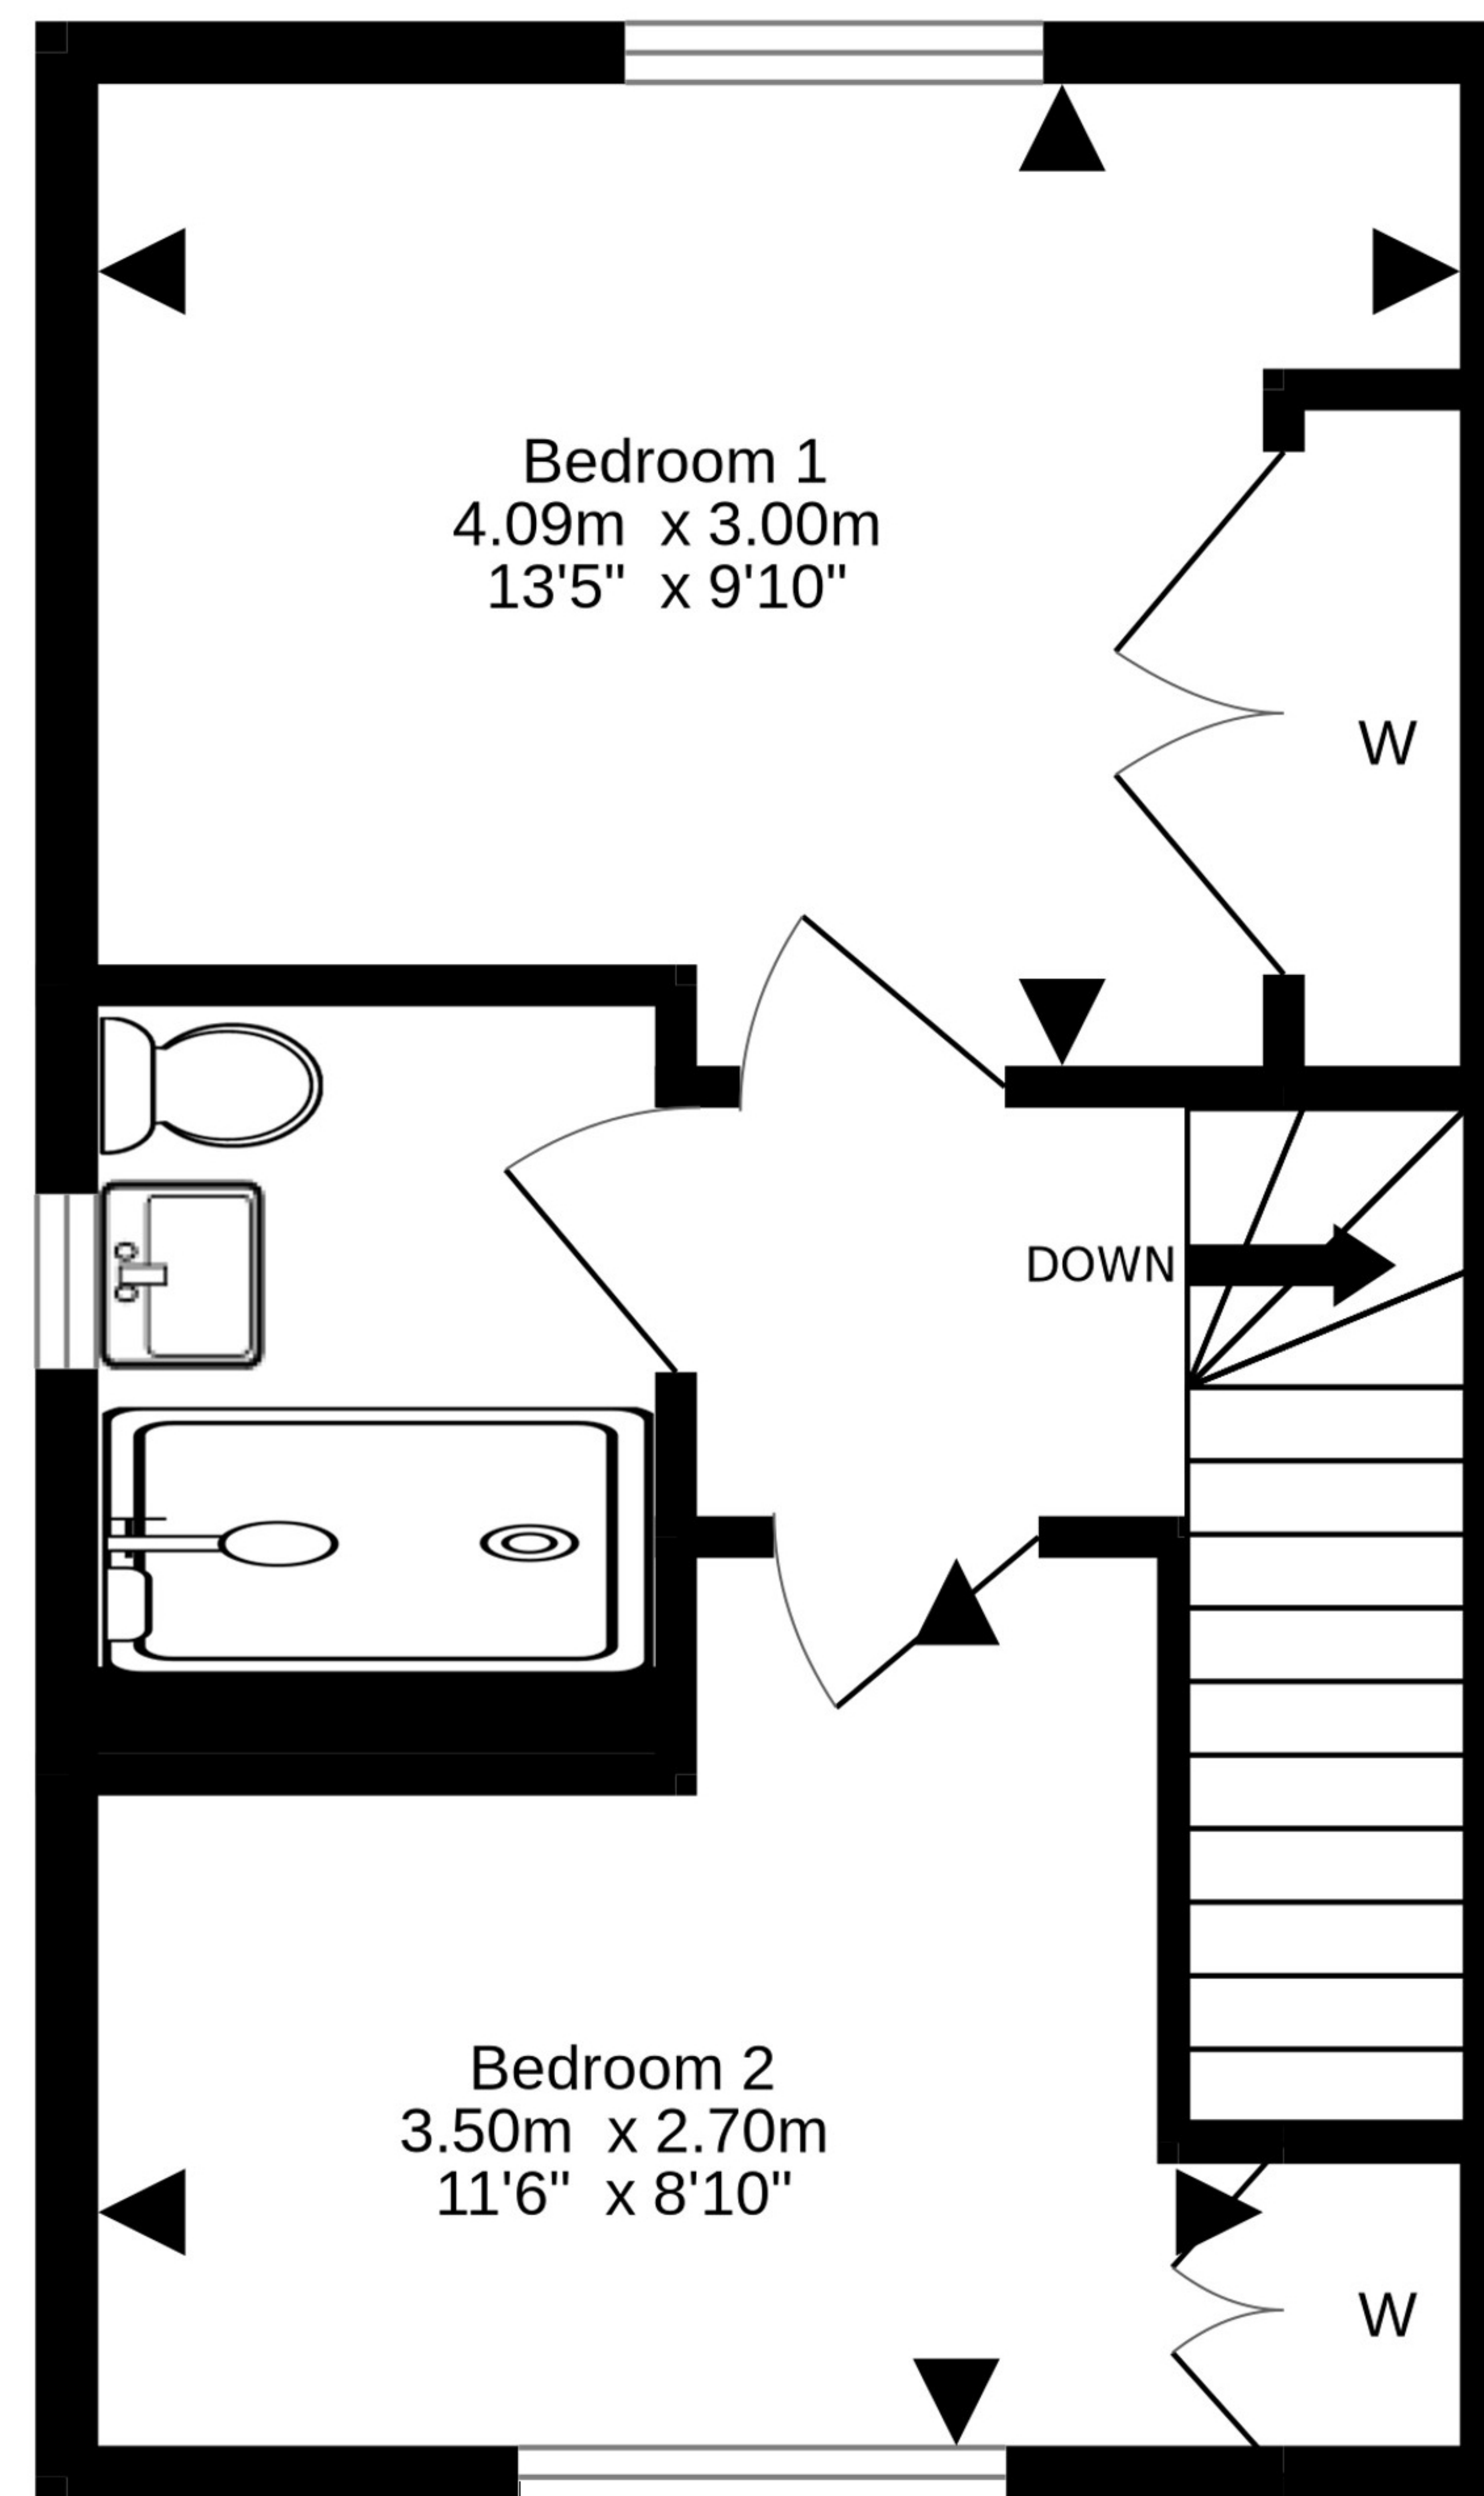 Bedroom 1
4.09m x 3.00m
13'5" x 9'10"
W
DOWN
Bedroom 2
3.50m x 2.70m
11'6" x 8'10"
W